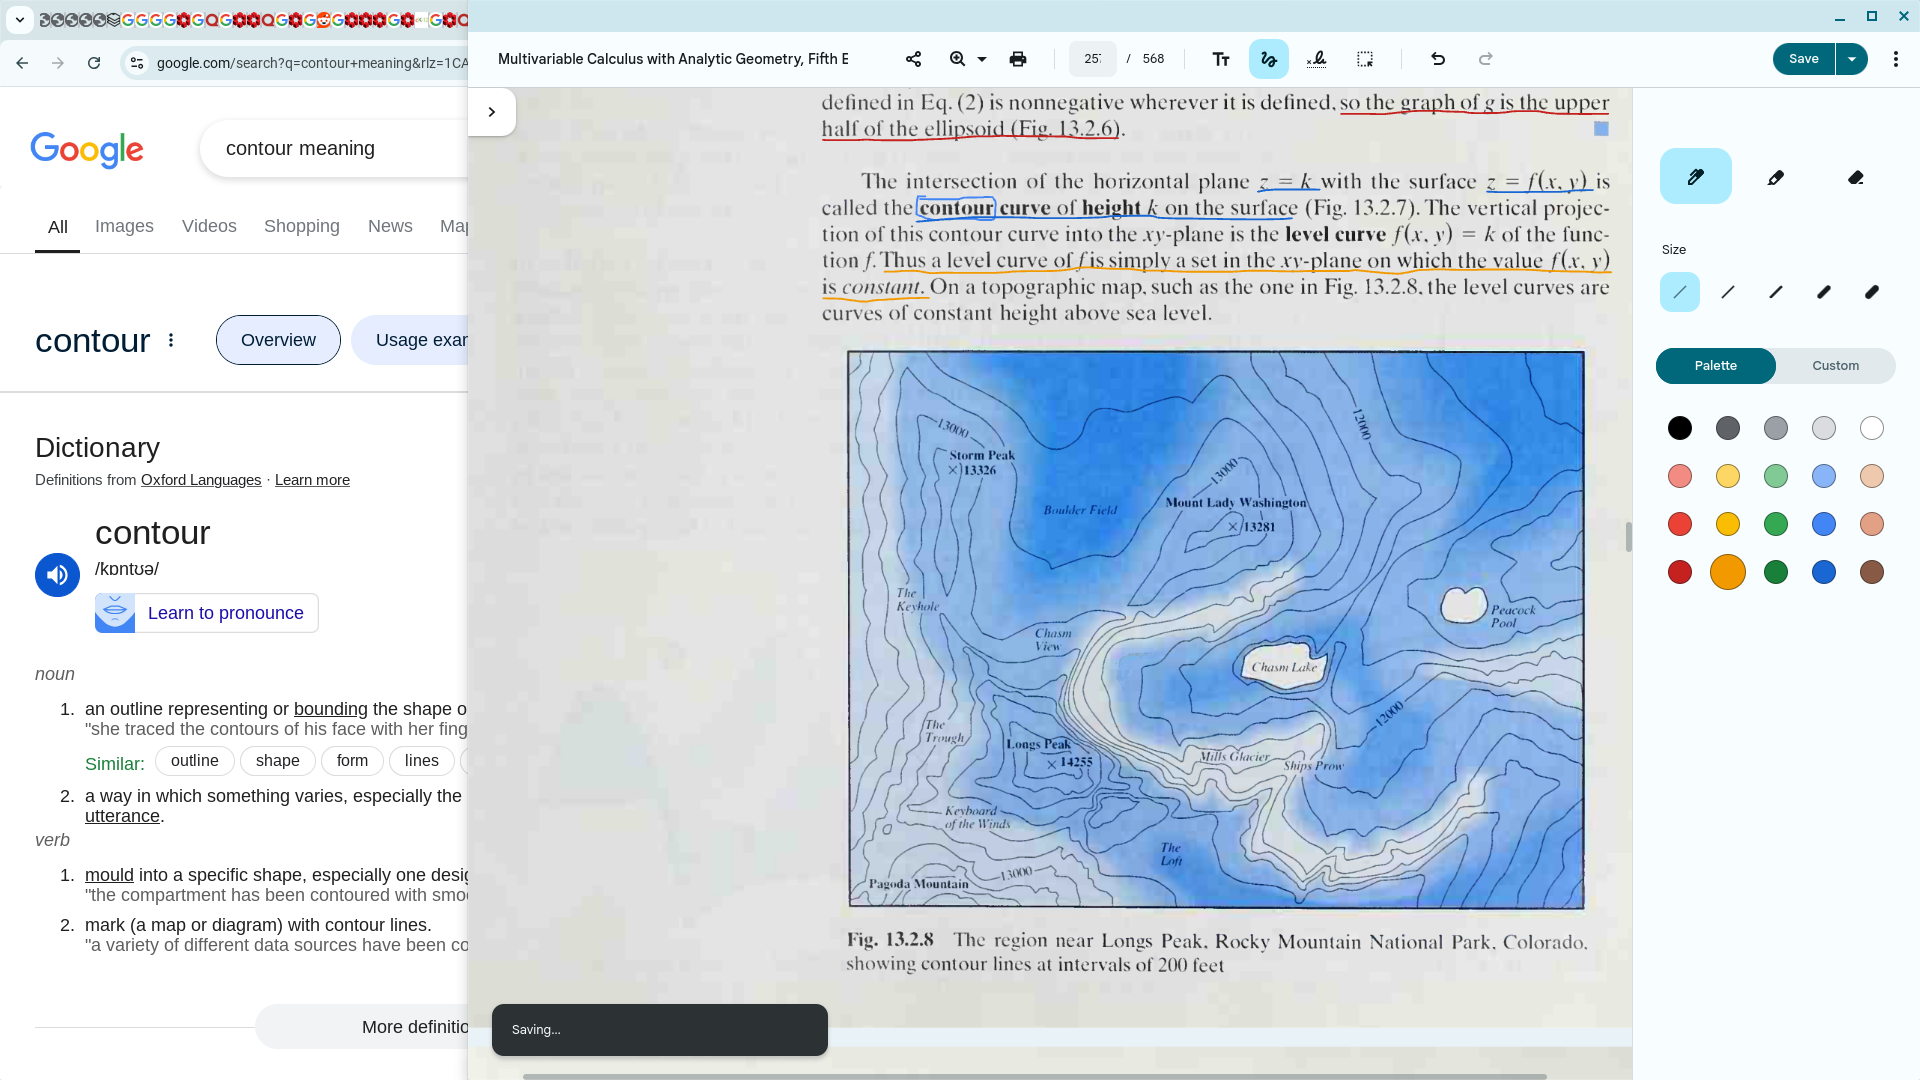 google.com/search?q=contour+meaning&rlz=1CA
Google
contour meaning
All Images Videos Shopping News Map
contour
Overview
Usage exar
Dictionary
Definitions from Oxford Languages · Learn more
contour
/ˈkɒntʊə/
Learn to pronounce
noun
1. an outline representing or bounding the shape o
"she traced the contours of his face with her fing
Similar: outline shape form lines
2. a way in which something varies, especially the
utterance.
verb
1. mould into a specific shape, especially one desig
"the compartment has been contoured with smoo
2. mark (a map or diagram) with contour lines.
"a variety of different data sources have been co
More definitio
Multivariable Calculus with Analytic Geometry, Fifth E
257 / 568
Save
defined in Eq. (2) is nonnegative wherever it is defined, so the graph of g is the upper
half of the ellipsoid (Fig. 13.2.6).
The intersection of the horizontal plane z = k with the surface z = f(x, y) is
called the contour curve of height k on the surface (Fig. 13.2.7). The vertical projec-
tion of this contour curve into the xy-plane is the level curve f(x, y) = k of the func-
tion f. Thus a level curve of f is simply a set in the xy-plane on which the value f(x, y)
is constant. On a topographic map, such as the one in Fig. 13.2.8, the level curves are
curves of constant height above sea level.
13000
Storm Peak
×13326
12000
13000
Mount Lady Washington
×13281
Boulder Field
The
Keyhole
Peacock
Pool
Chasm
View
Chasm Lake
12000
The
Trough
Longs Peak
×14255
Mills Glacier
Ships Prow
Keyboard
of the Winds
The
Loft
13000
Pagoda Mountain
Fig. 13.2.8 The region near Longs Peak, Rocky Mountain National Park, Colorado,
showing contour lines at intervals of 200 feet
Saving...
Size
Palette
Custom